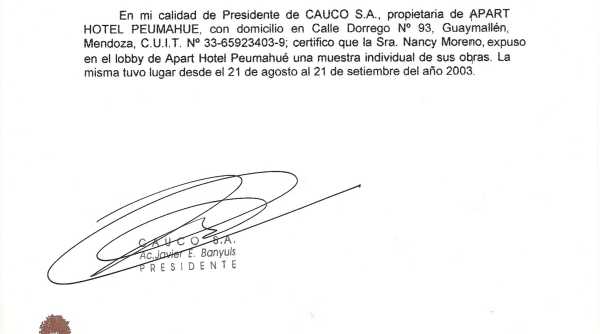 En mi calidad de Presidente de CAUCO S.A., propietaria de APART
HOTEL PEUMAHUE, con domicilio en Calle Dorrego Nº 93, Guaymallén,
Mendoza, C.U.I.T. Nº 33-65923403-9; certifico que la Sra. Nancy Moreno, expuso
en el lobby de Apart Hotel Peumahué una muestra individual de sus obras. La
misma tuvo lugar desde el 21 de agosto al 21 de setiembre del año 2003.
CAUCO S.A.
Ac.Javier E. Banyuls
PRESIDENTE